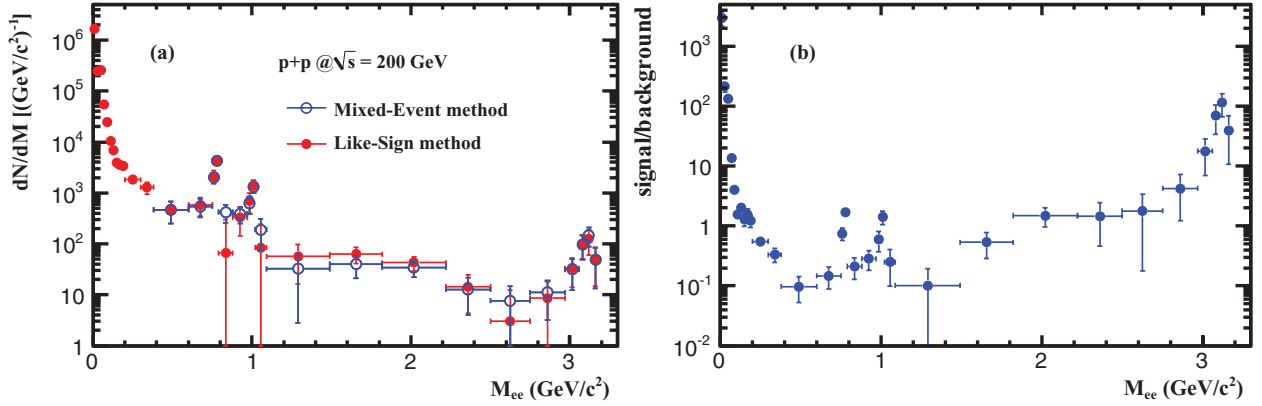 (a)
p+p @√s = 200 GeV
Mixed-Event method
Like-Sign method
dN/dM [(GeV/c²)⁻¹]
10⁶
10⁵
10⁴
10³
10²
10
1
0 1 2 3
M_ee (GeV/c²)
(b)
signal/background
10³
10²
10
1
10⁻¹
10⁻²
0 1 2 3
M_ee (GeV/c²)